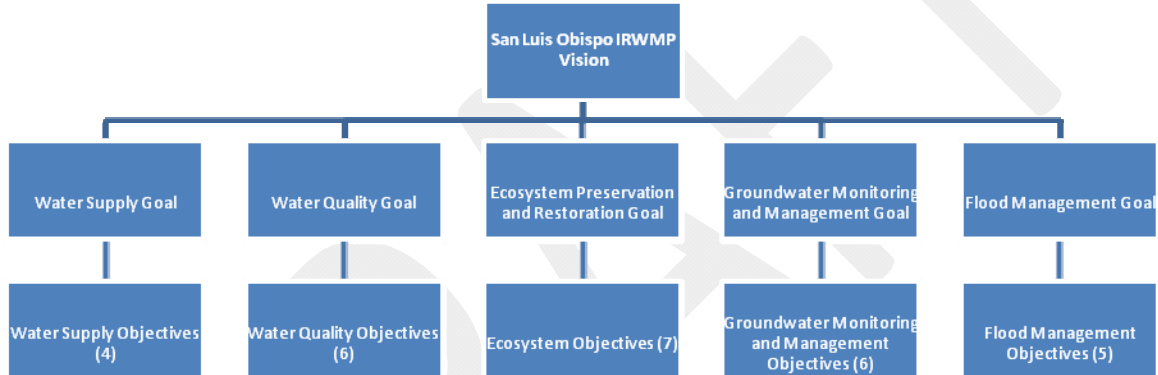 San Luis Obispo IRWMP
Vision
Water Supply Goal
Water Quality Goal
Ecosystem Preservation
and Restoration Goal
Groundwater Monitoring
and Management Goal
Flood Management Goal
Water Supply Objectives
(4)
Water Quality Objectives
(6)
Ecosystem Objectives (7)
Groundwater Monitoring
and Management
Objectives (6)
Flood Management
Objectives (5)